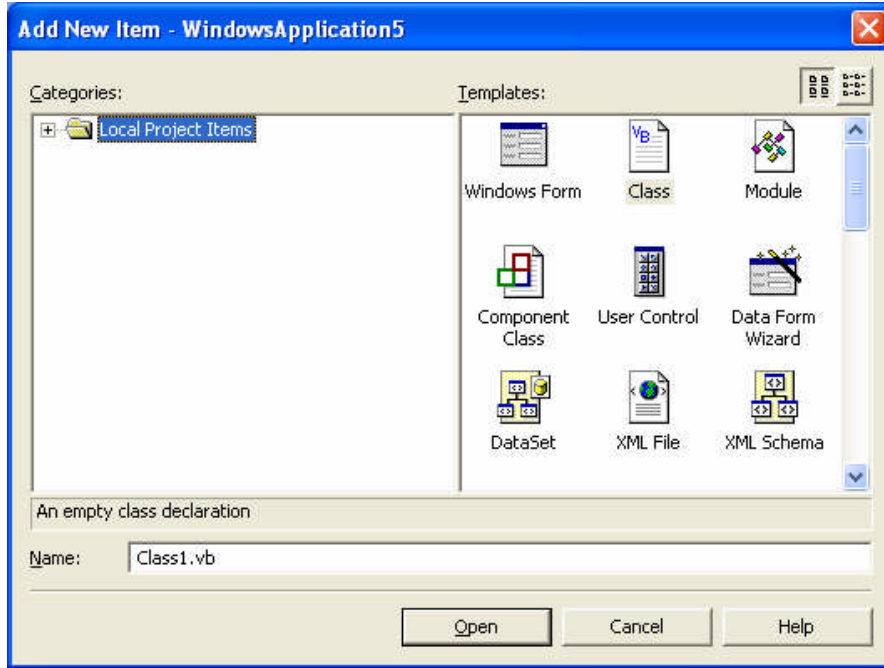 Add New Item - WindowsApplication5
Categories:
Templates:
Local Project Items
Windows Form
Class
Module
Component
Class
User Control
Data Form
Wizard
DataSet
XML File
XML Schema
An empty class declaration
Name:
Class1.vb
Open
Cancel
Help